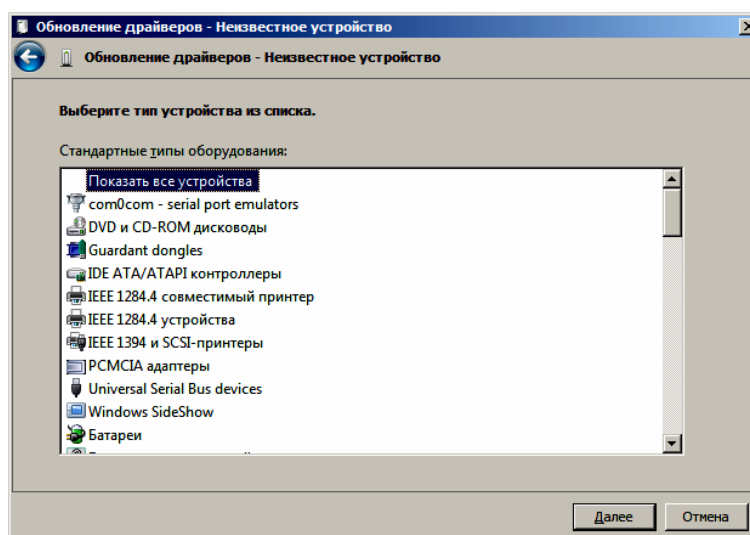 Обновление драйверов - Неизвестное устройство
Обновление драйверов - Неизвестное устройство
Выберите тип устройства из списка.
Стандартные типы оборудования:
Показать все устройства
com0com - serial port emulators
DVD и CD-ROM дисководы
Guardant dongles
IDE ATA/ATAPI контроллеры
IEEE 1284.4 совместимый принтер
IEEE 1284.4 устройства
IEEE 1394 и SCSI-принтеры
PCMCIA адаптеры
Universal Serial Bus devices
Windows SideShow
Батареи
Далее
Отмена